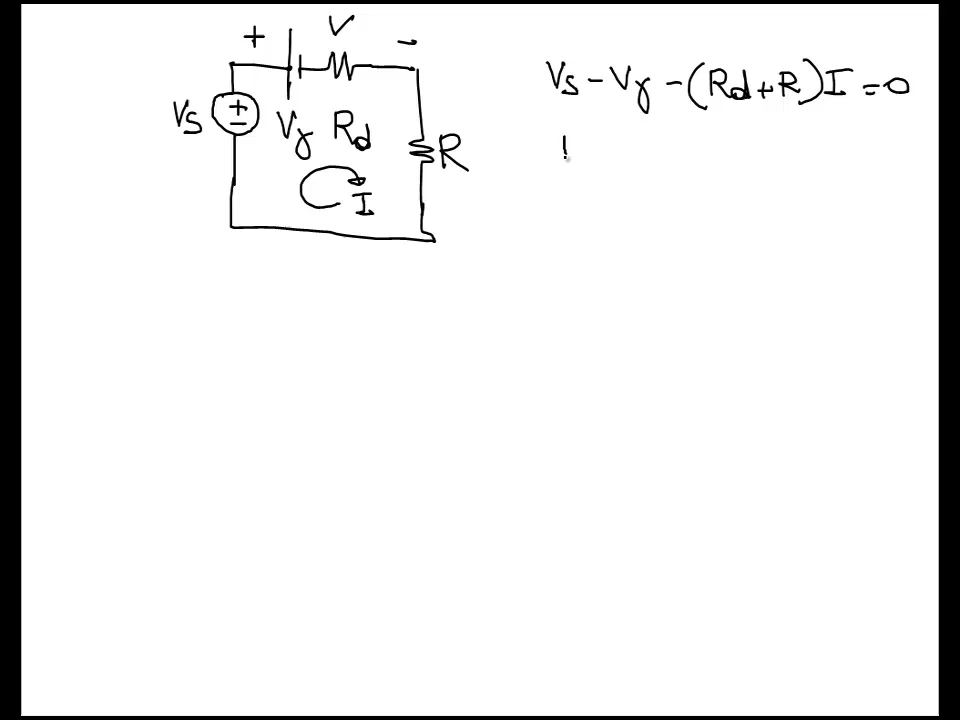 + V -
Vs - Vγ - (Rd + R) I = 0
Vs + -
Vγ Rd
R
I